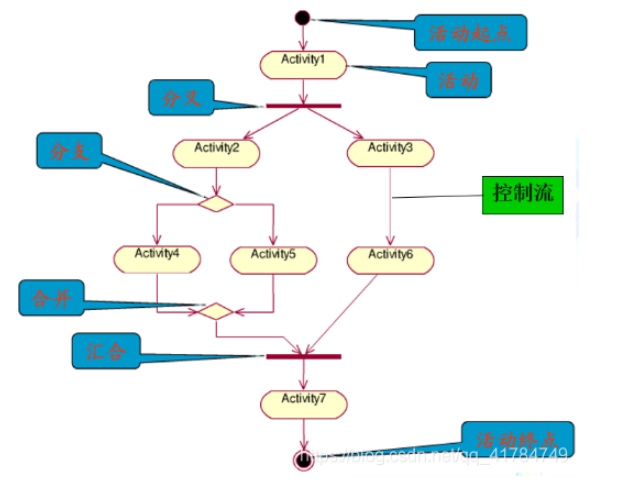 活动起点
Activity1
活动
分叉
Activity2
Activity3
分支
控制流
Activity4
Activity5
Activity6
合并
汇合
Activity7
活动终点
https://blog.csdn.net/qq_41784749